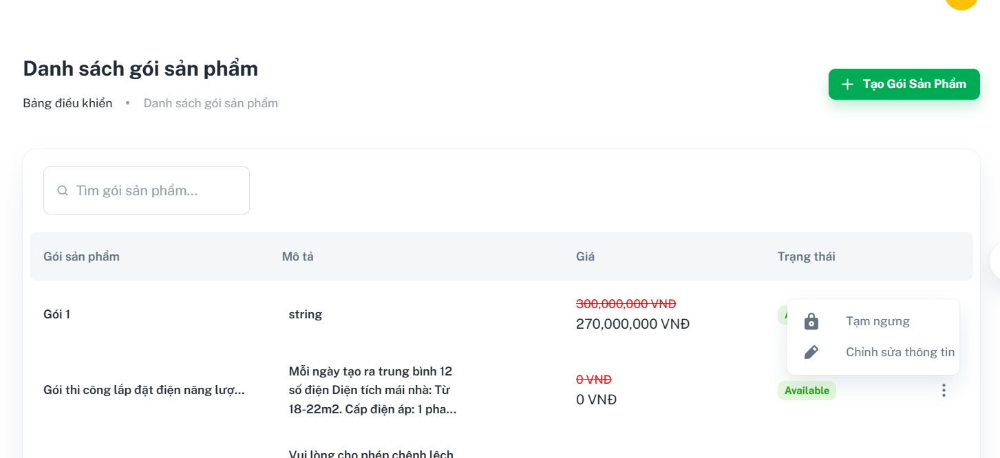 Danh sách gói sản phẩm
Bảng điều khiển • Danh sách gói sản phẩm
+ Tạo Gói Sản Phẩm
Tìm gói sản phẩm...
Gói sản phẩm Mô tả Giá Trạng thái
Gói 1
string
300,000,000 VNĐ
270,000,000 VNĐ
Tạm ngưng
Chỉnh sửa thông tin
Gói thi công lắp đặt điện năng lượ...
Mỗi ngày tạo ra trung bình 12
số điện Diện tích mái nhà: Từ
18-22m2. Cấp điện áp: 1 pha...
0 VNĐ
0 VNĐ
Available
Vui lòng cho phép chênh lệch